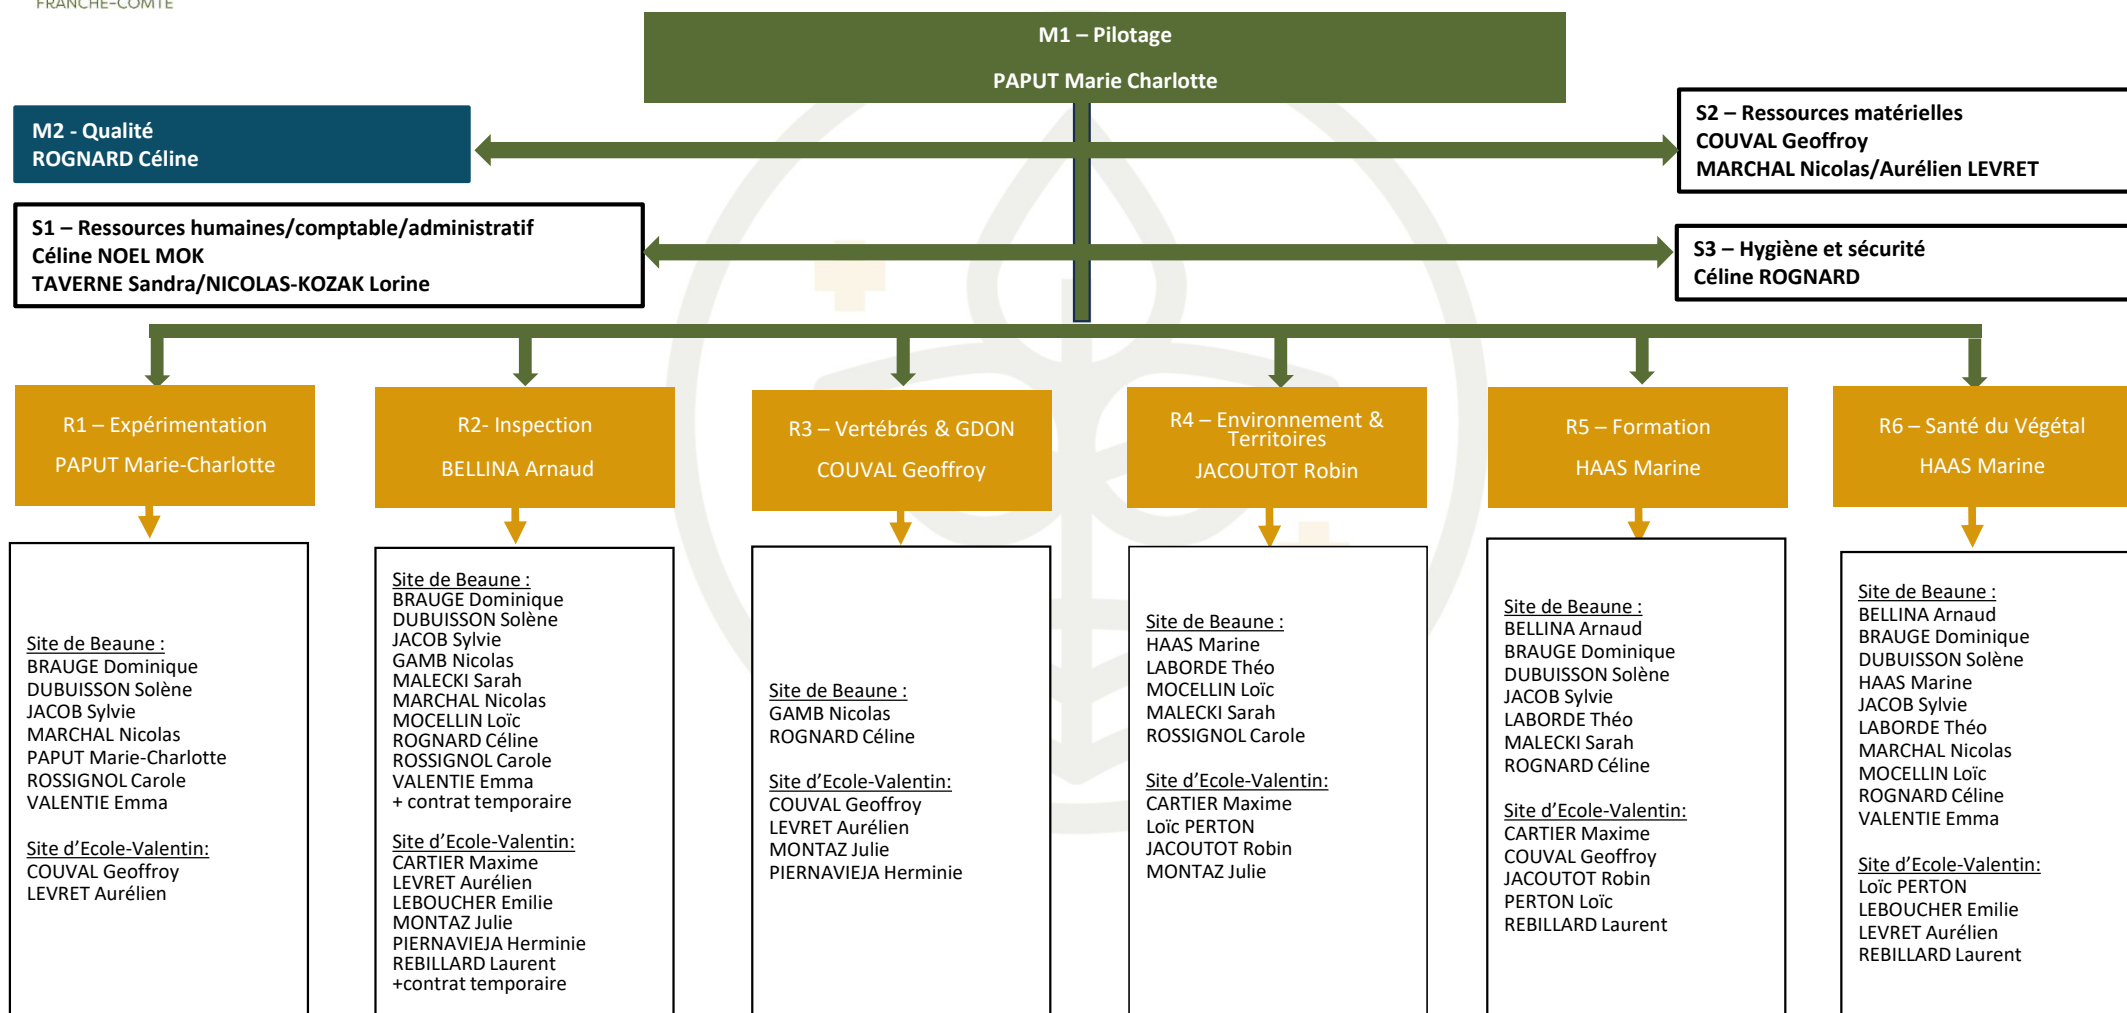 FRANCHE-COMTÉ
M1 – Pilotage
PAPUT Marie Charlotte
M2 - Qualité
ROGNARD Céline
S2 – Ressources matérielles
COUVAL Geoffroy
MARCHAL Nicolas/Aurélien LEVRET
S1 – Ressources humaines/comptable/administratif
Céline NOEL MOK
TAVERNE Sandra/NICOLAS-KOZAK Lorine
S3 – Hygiène et sécurité
Céline ROGNARD
R1 – Expérimentation
PAPUT Marie-Charlotte
R2- Inspection
BELLINA Arnaud
R3 – Vertébrés & GDON
COUVAL Geoffroy
R4 – Environnement &
Territoires
JACOUTOT Robin
R5 – Formation
HAAS Marine
R6 – Santé du Végétal
HAAS Marine
Site de Beaune :
BRAUGE Dominique
DUBUISSON Solène
JACOB Sylvie
MARCHAL Nicolas
PAPUT Marie-Charlotte
ROSSIGNOL Carole
VALENTIE Emma
Site d’Ecole-Valentin:
COUVAL Geoffroy
LEVRET Aurélien
Site de Beaune :
BRAUGE Dominique
DUBUISSON Solène
JACOB Sylvie
GAMB Nicolas
MALECKI Sarah
MARCHAL Nicolas
MOCELLIN Loïc
ROGNARD Céline
ROSSIGNOL Carole
VALENTIE Emma
+ contrat temporaire
Site d’Ecole-Valentin:
CARTIER Maxime
LEVRET Aurélien
LEBOUCHER Emilie
MONTAZ Julie
PIERNAVIEJA Herminie
REBILLARD Laurent
+contrat temporaire
Site de Beaune :
GAMB Nicolas
ROGNARD Céline
Site d’Ecole-Valentin:
COUVAL Geoffroy
LEVRET Aurélien
MONTAZ Julie
PIERNAVIEJA Herminie
Site de Beaune :
HAAS Marine
LABORDE Théo
MOCELLIN Loïc
MALECKI Sarah
ROSSIGNOL Carole
Site d’Ecole-Valentin:
CARTIER Maxime
Loïc PERTON
JACOUTOT Robin
MONTAZ Julie
Site de Beaune :
BELLINA Arnaud
BRAUGE Dominique
DUBUISSON Solène
JACOB Sylvie
LABORDE Théo
MALECKI Sarah
ROGNARD Céline
Site d’Ecole-Valentin:
CARTIER Maxime
COUVAL Geoffroy
JACOUTOT Robin
PERTON Loïc
REBILLARD Laurent
Site de Beaune :
BELLINA Arnaud
BRAUGE Dominique
DUBUISSON Solène
HAAS Marine
JACOB Sylvie
LABORDE Théo
MARCHAL Nicolas
MOCELLIN Loïc
ROGNARD Céline
VALENTIE Emma
Site d’Ecole-Valentin:
Loïc PERTON
LEBOUCHER Emilie
LEVRET Aurélien
REBILLARD Laurent